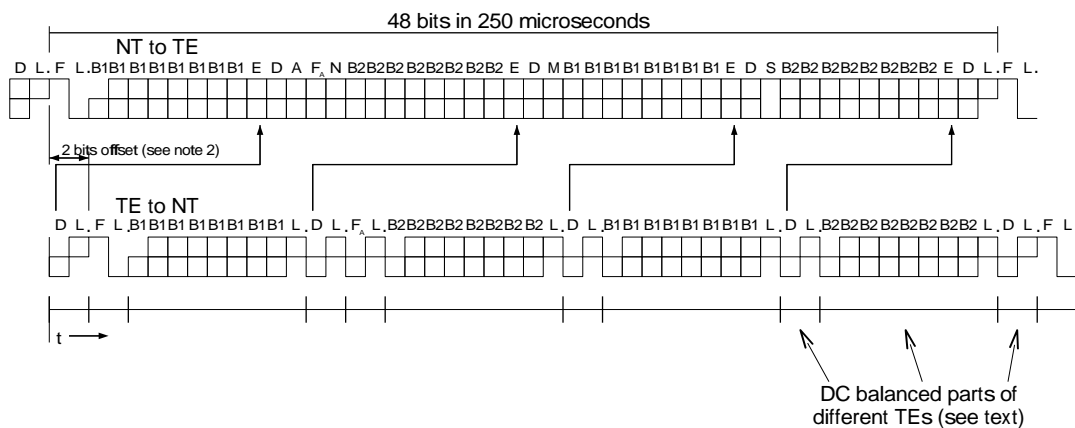 48 bits in 250 microseconds
NT to TE
D L. F L. B1 B1 B1 B1 B1 B1 B1 B1 E D A FA N B2 B2 B2 B2 B2 B2 B2 B2 E D M B1 B1 B1 B1 B1 B1 B1 B1 E D S B2 B2 B2 B2 B2 B2 B2 B2 E D L. F L.
2 bits offset (see note 2)
TE to NT
D L. F L. B1 B1 B1 B1 B1 B1 B1 B1 L. D L. FA L. B2 B2 B2 B2 B2 B2 B2 B2 L. D L. B1 B1 B1 B1 B1 B1 B1 B1 L. D L. B2 B2 B2 B2 B2 B2 B2 B2 L. D L. F L
t
DC balanced parts of
different TEs (see text)